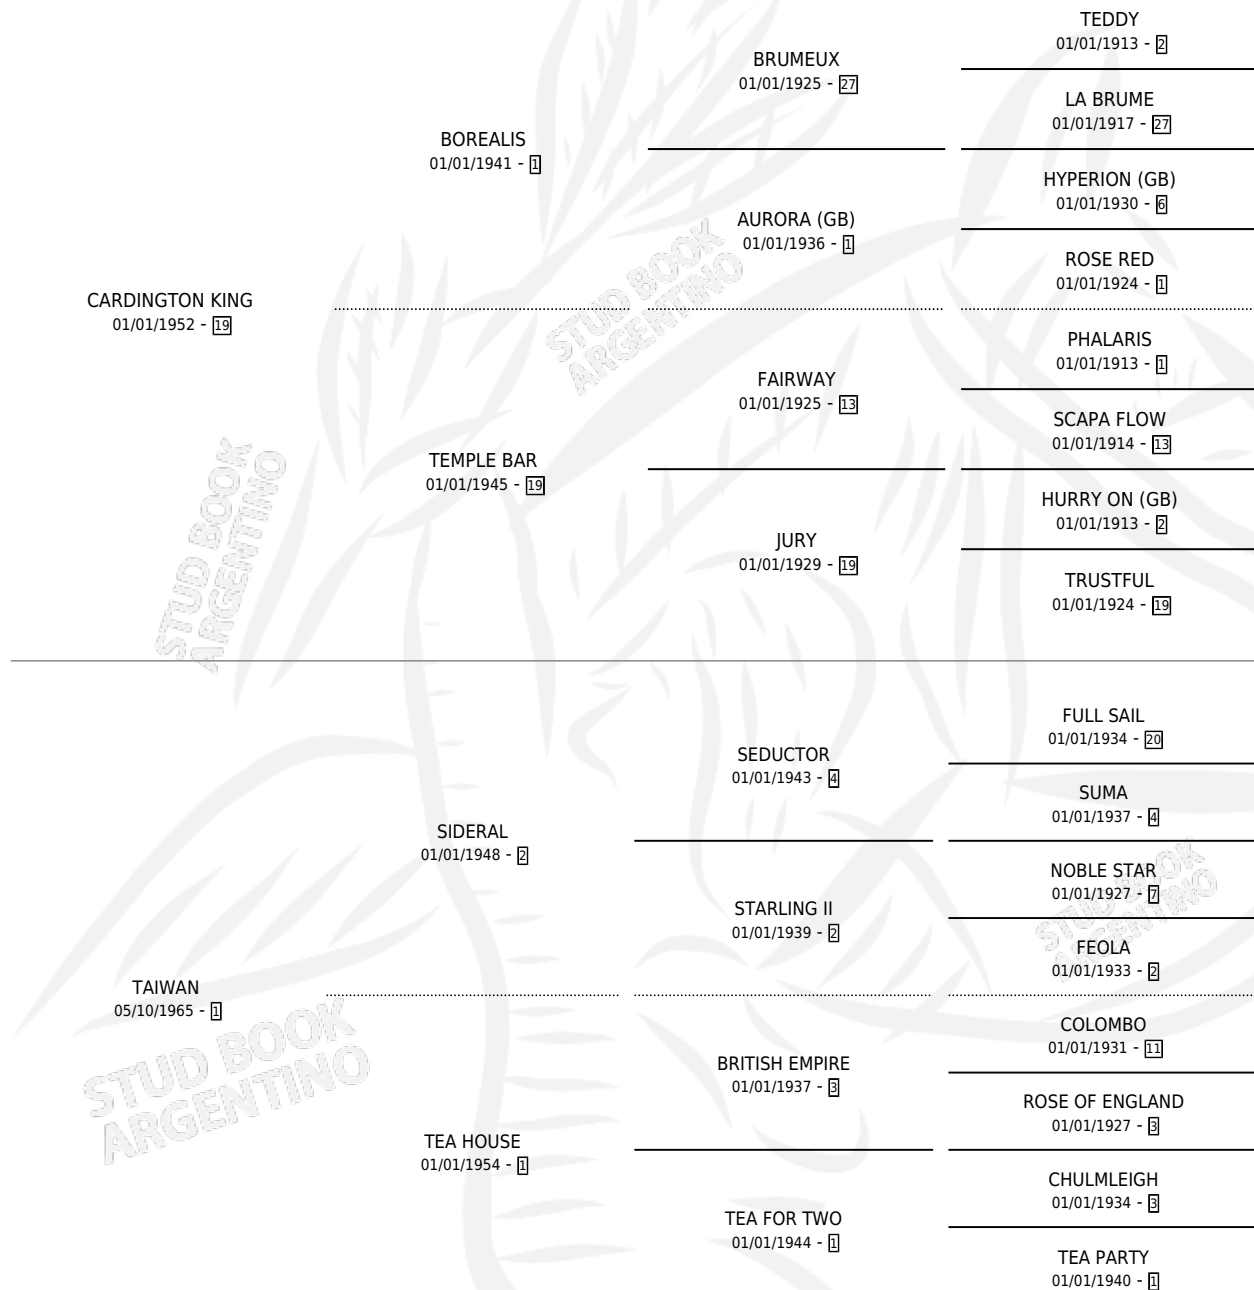 TEDDY
01/01/1913 - 2
BRUMEUX
01/01/1925 - 27
LA BRUME
01/01/1917 - 27
BOREALIS
01/01/1941 - 1
HYPERION (GB)
01/01/1930 - 6
AURORA (GB)
01/01/1936 - 1
ROSE RED
01/01/1924 - 1
CARDINGTON KING
01/01/1952 - 19
STUD BOOK
ARGENTINO
PHALARIS
01/01/1913 - 1
FAIRWAY
01/01/1925 - 13
SCAPA FLOW
01/01/1914 - 13
TEMPLE BAR
01/01/1945 - 19
HURRY ON (GB)
01/01/1913 - 2
JURY
01/01/1929 - 19
TRUSTFUL
01/01/1924 - 19
STUD BOOK
ARGENTINO
FULL SAIL
01/01/1934 - 20
SEDUCTOR
01/01/1943 - 4
SUMA
01/01/1937 - 4
SIDERAL
01/01/1948 - 2
NOBLE STAR
01/01/1927 - 7
STARLING II
01/01/1939 - 2
FEOLA
01/01/1933 - 2
STUD BOOK
ARGENTINO
TAIWAN
05/10/1965 - 1
COLOMBO
01/01/1931 - 11
BRITISH EMPIRE
01/01/1937 - 3
ROSE OF ENGLAND
01/01/1927 - 3
STUD BOOK
ARGENTINO
TEA HOUSE
01/01/1954 - 1
CHULMLEIGH
01/01/1934 - 3
TEA FOR TWO
01/01/1944 - 1
TEA PARTY
01/01/1940 - 1